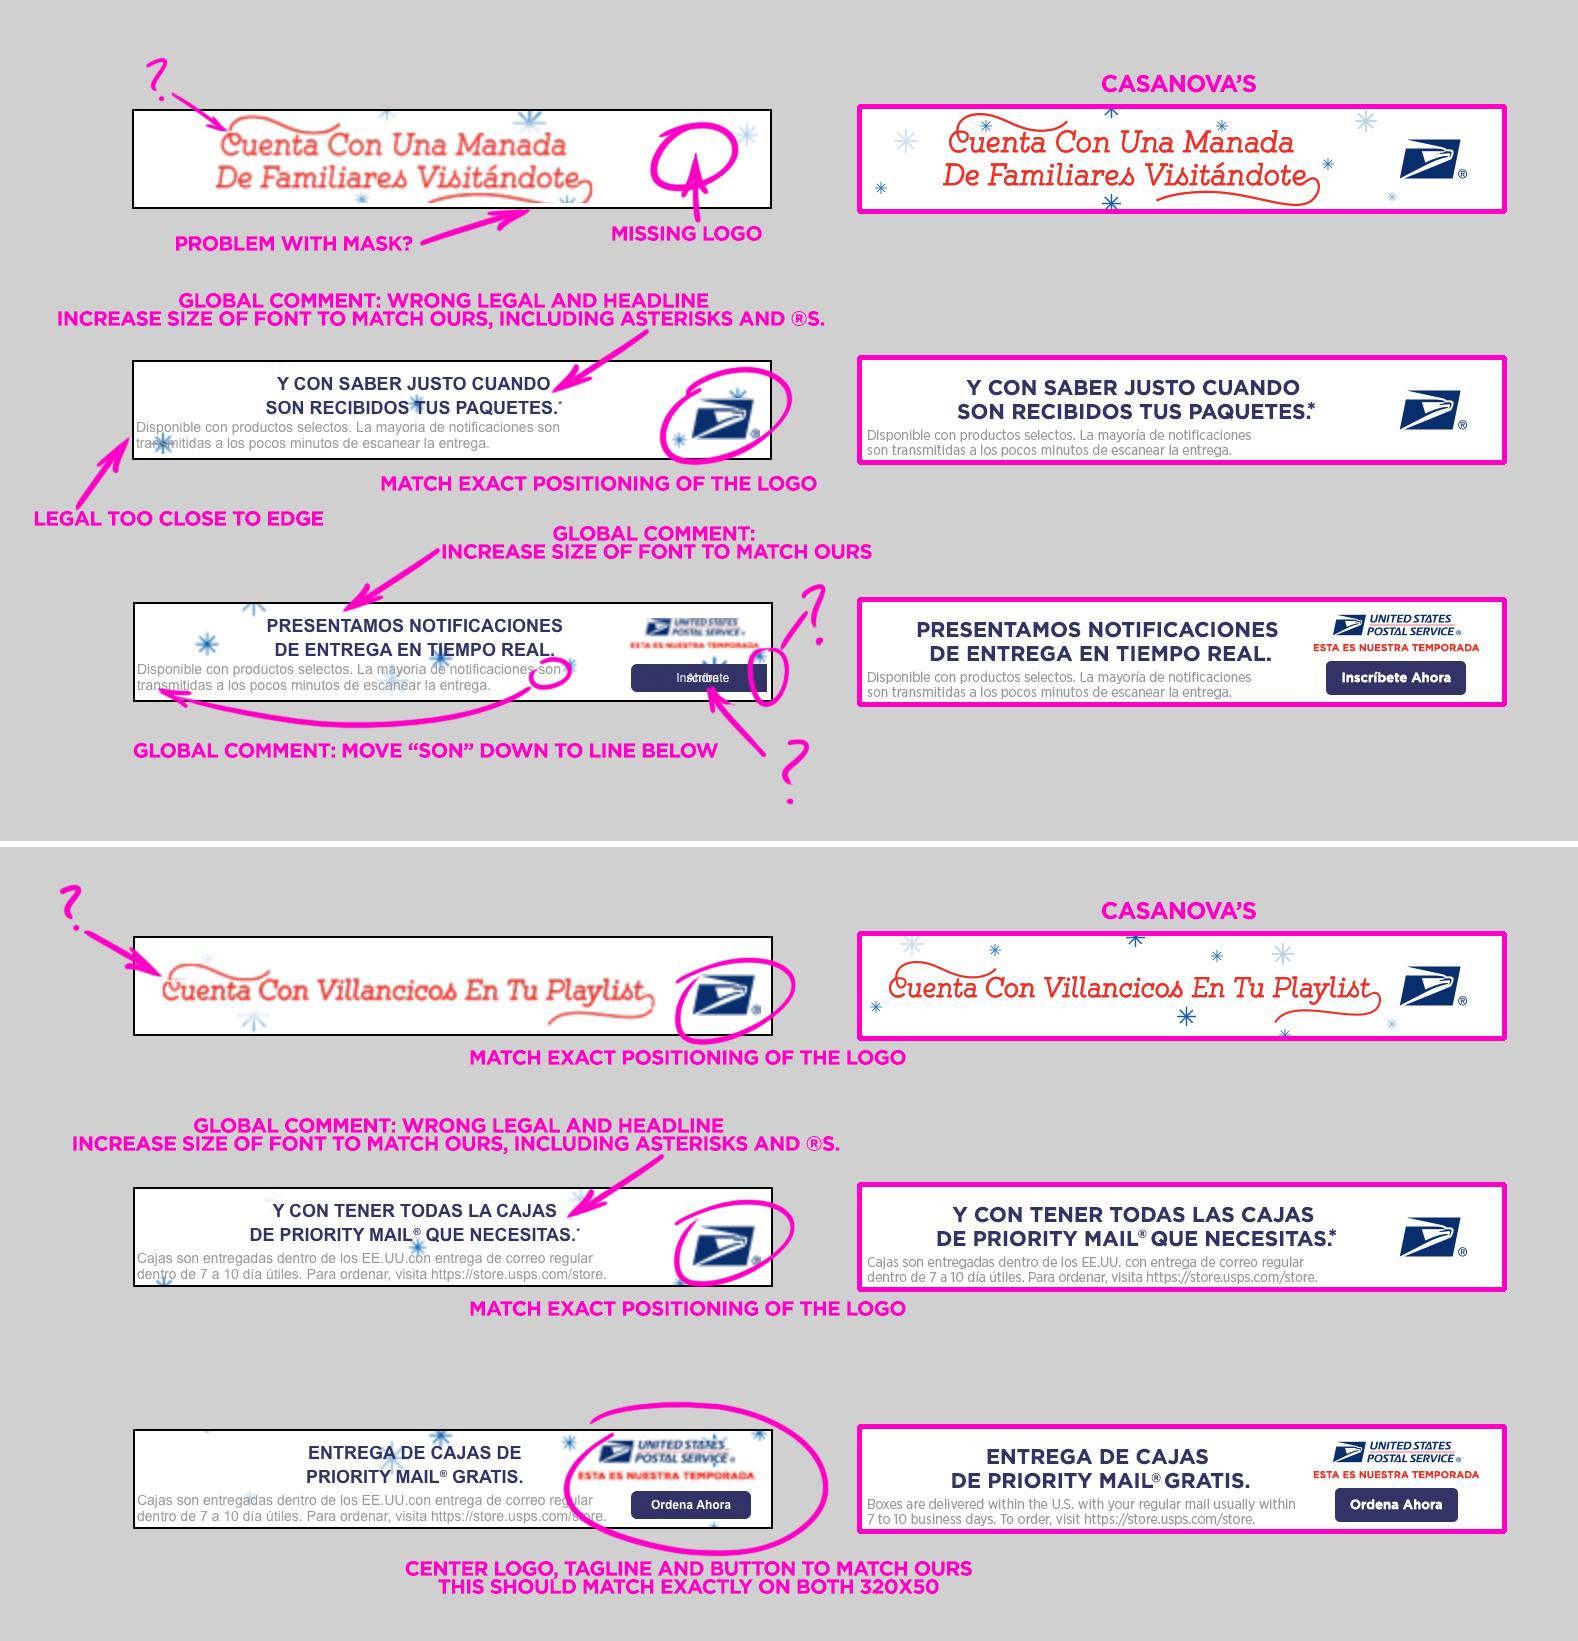 ?
CASANOVA'S
Cuenta Con Una Manada
De Familiares Visitándote
Cuenta Con Una Manada
De Familiares Visitándote
®
PROBLEM WITH MASK?
MISSING LOGO
GLOBAL COMMENT: WRONG LEGAL AND HEADLINE
INCREASE SIZE OF FONT TO MATCH OURS, INCLUDING ASTERISKS AND ®S.
Y CON SABER JUSTO CUANDO
SON RECIBIDOS TUS PAQUETES.*
Disponible con productos selectos. La mayoria de notificaciones son
transmitidas a los pocos minutos de escanear la entrega.
®
Y CON SABER JUSTO CUANDO
SON RECIBIDOS TUS PAQUETES.*
Disponible con productos selectos. La mayoría de notificaciones
son transmitidas a los pocos minutos de escanear la entrega.
®
MATCH EXACT POSITIONING OF THE LOGO
LEGAL TOO CLOSE TO EDGE
GLOBAL COMMENT:
INCREASE SIZE OF FONT TO MATCH OURS
?
PRESENTAMOS NOTIFICACIONES
DE ENTREGA EN TIEMPO REAL.
Disponible con productos selectos. La mayoria de notificaciones son
transmitidas a los pocos minutos de escanear la entrega.
UNITED STATES
POSTAL SERVICE®
ESTA ES NUESTRA TEMPORADA
Inscríbete
Ahora
PRESENTAMOS NOTIFICACIONES
DE ENTREGA EN TIEMPO REAL.
Disponible con productos selectos. La mayoría de notificaciones
son transmitidas a los pocos minutos de escanear la entrega.
UNITED STATES
POSTAL SERVICE®
ESTA ES NUESTRA TEMPORADA
Inscríbete Ahora
GLOBAL COMMENT: MOVE “SON” DOWN TO LINE BELOW
?
?
CASANOVA'S
Cuenta Con Villancicos En Tu Playlist
®
Cuenta Con Villancicos En Tu Playlist
®
MATCH EXACT POSITIONING OF THE LOGO
GLOBAL COMMENT: WRONG LEGAL AND HEADLINE
INCREASE SIZE OF FONT TO MATCH OURS, INCLUDING ASTERISKS AND ®S.
Y CON TENER TODAS LA CAJAS
DE PRIORITY MAIL® QUE NECESITAS.*
Cajas son entregadas dentro de los EE.UU.con entrega de correo regular
dentro de 7 a 10 día útiles. Para ordenar, visita https://store.usps.com/store.
®
Y CON TENER TODAS LAS CAJAS
DE PRIORITY MAIL® QUE NECESITAS.*
Cajas son entregadas dentro de los EE.UU. con entrega de correo regular
dentro de 7 a 10 día útiles. Para ordenar, visita https://store.usps.com/store.
®
MATCH EXACT POSITIONING OF THE LOGO
ENTREGA DE CAJAS DE
PRIORITY MAIL® GRATIS.
Cajas son entregadas dentro de los EE.UU.con entrega de correo regular
dentro de 7 a 10 día útiles. Para ordenar, visita https://store.usps.com/store.
UNITED STATES
POSTAL SERVICE®
ESTA ES NUESTRA TEMPORADA
Ordena Ahora
ENTREGA DE CAJAS
DE PRIORITY MAIL® GRATIS.
Boxes are delivered within the U.S. with your regular mail usually within
7 to 10 business days. To order, visit https://store.usps.com/store.
UNITED STATES
POSTAL SERVICE®
ESTA ES NUESTRA TEMPORADA
Ordena Ahora
CENTER LOGO, TAGLINE AND BUTTON TO MATCH OURS
THIS SHOULD MATCH EXACTLY ON BOTH 320X50